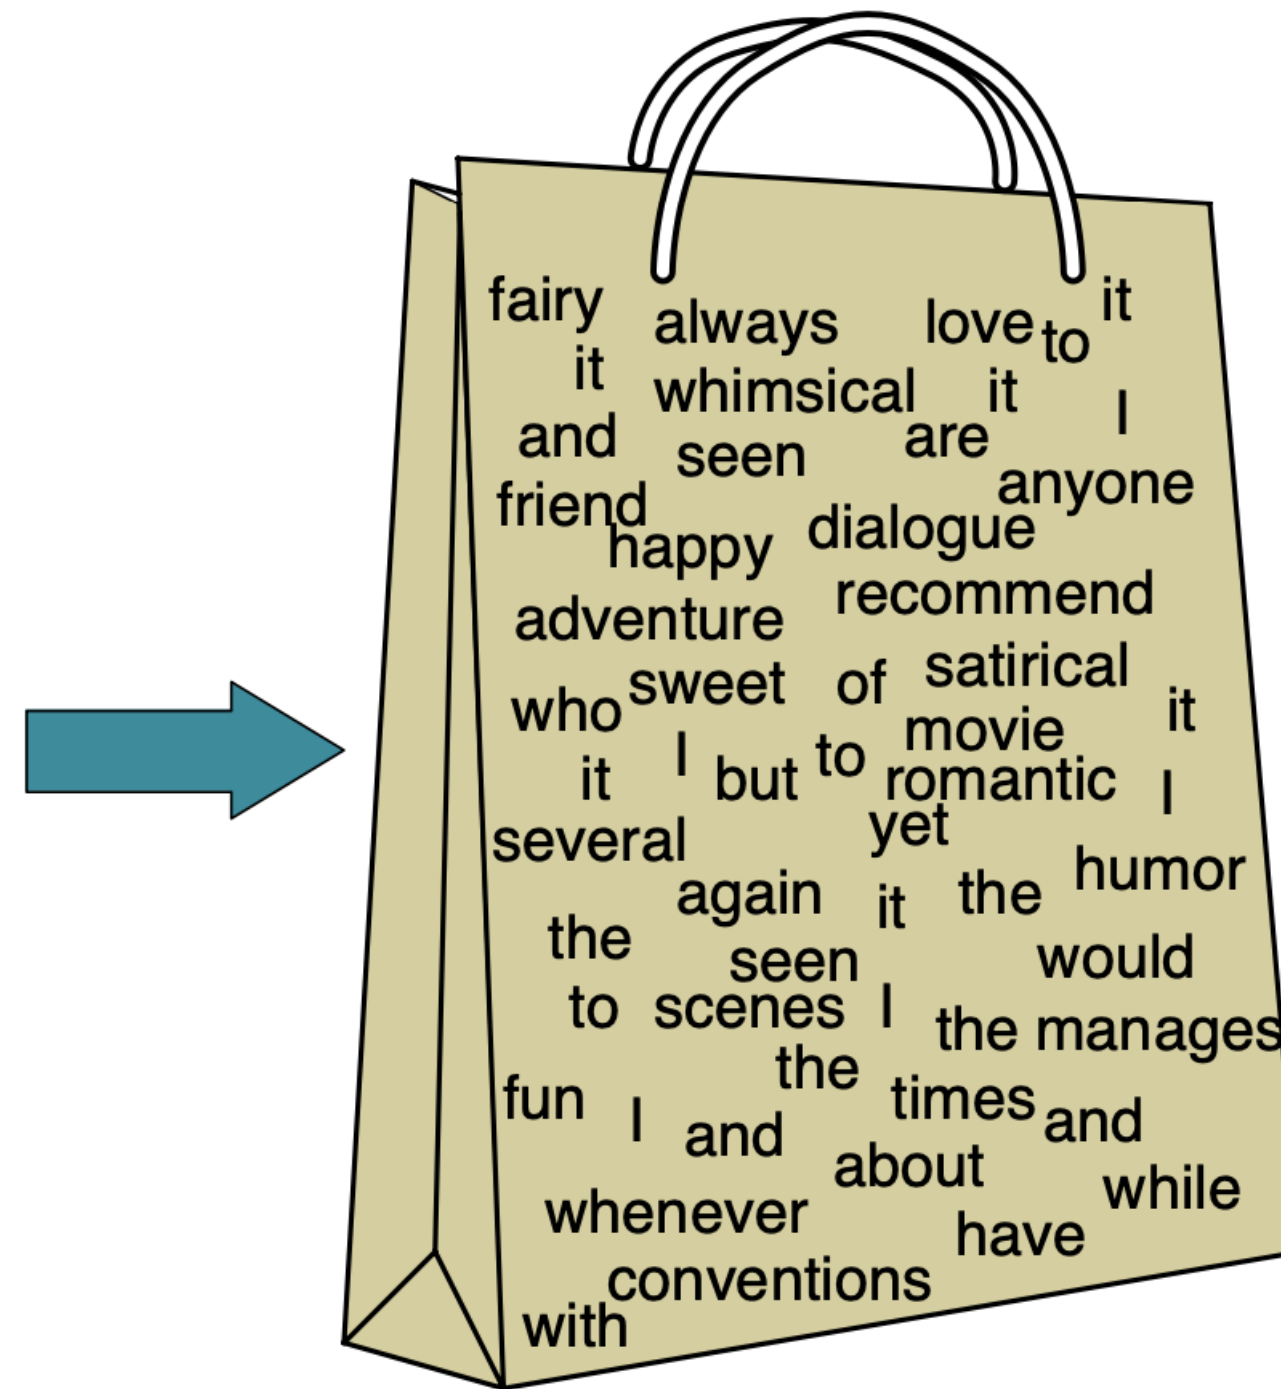 fairy always love to it
it whimsical it I
and seen are
anyone
friend
happy dialogue
adventure recommend
who sweet of satirical it
it I but to movie
romantic I
several yet
again it the humor
the seen would
to scenes I the manages
the
fun I and times and
about while
whenever have
conventions
with